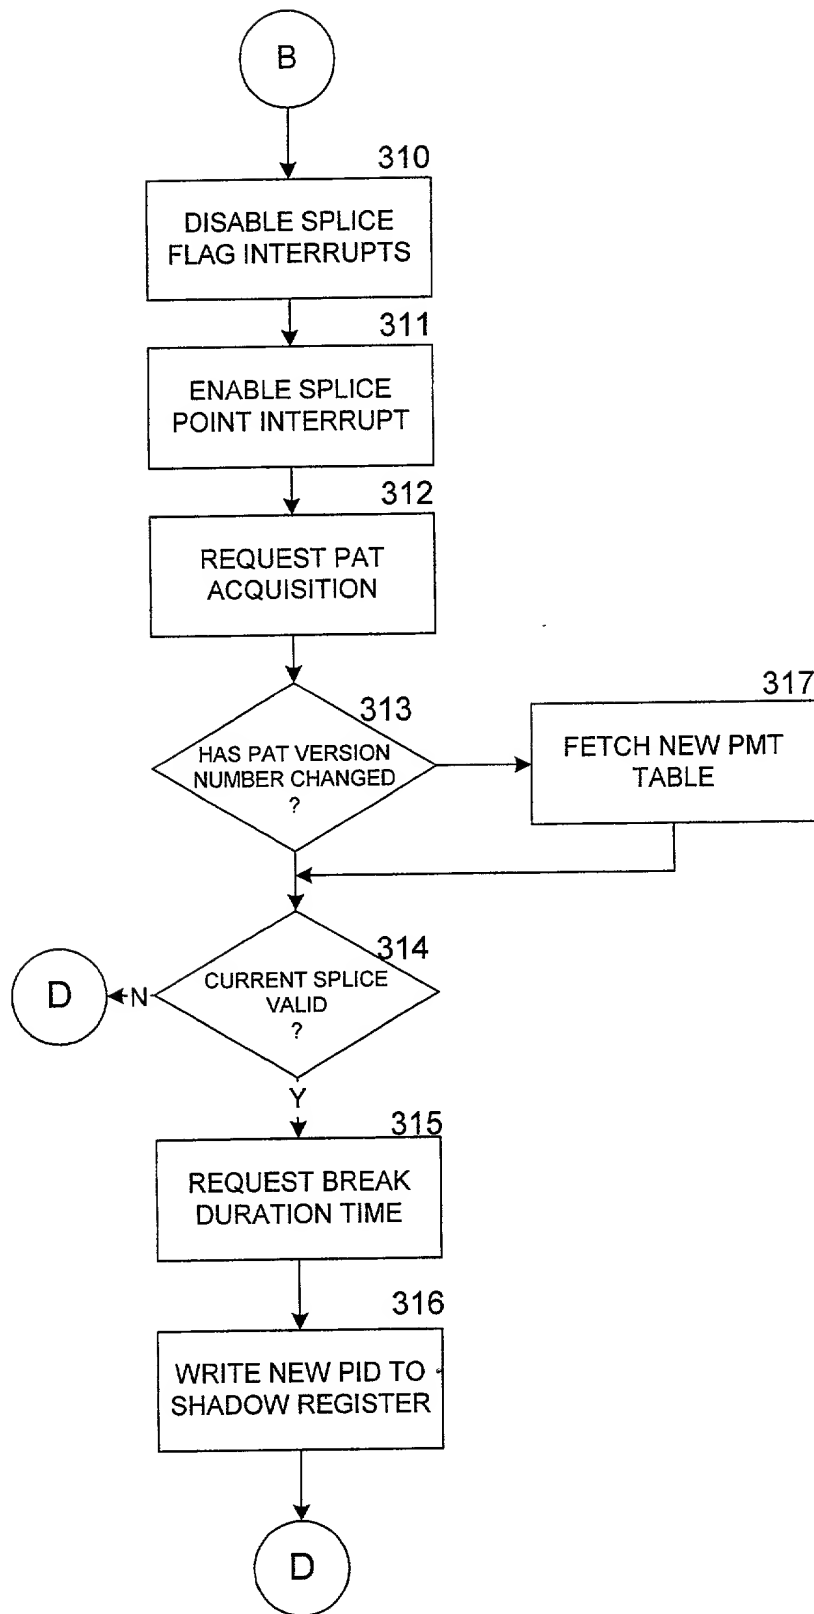 B
310
DISABLE SPLICE
FLAG INTERRUPTS
311
ENABLE SPLICE
POINT INTERRUPT
312
REQUEST PAT
ACQUISITION
313
HAS PAT VERSION
NUMBER CHANGED
?
317
FETCH NEW PMT
TABLE
314
CURRENT SPLICE
VALID
?
N
D
Y
315
REQUEST BREAK
DURATION TIME
316
WRITE NEW PID TO
SHADOW REGISTER
D